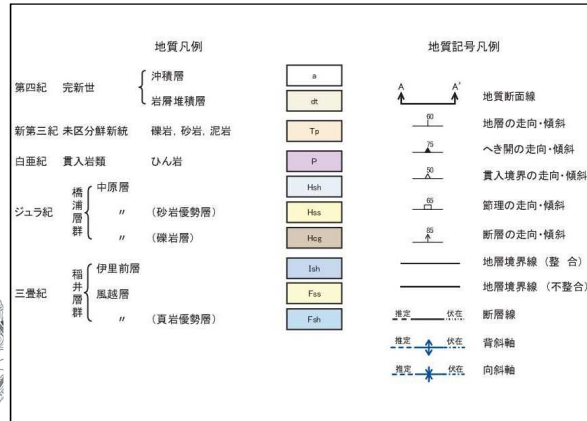 地質凡例
第四紀 完新世 沖積層 a
岩層堆積層 dt
新第三紀 未区分鮮新統 礫岩, 砂岩, 泥岩 Tp
白亜紀 貫入岩類 ひん岩 P
ジュラ紀 橋浦層群 中原層 Hsh
〃 (砂岩優勢層) Hss
〃 (礫岩層) Hcg
三畳紀 稲井層群 伊里前層 Ish
風越層 Fss
〃 (頁岩優勢層) Fsh
地質記号凡例
A A' 地質断面線
60 地層の走向・傾斜
75 へき開の走向・傾斜
50 貫入境界の走向・傾斜
65 節理の走向・傾斜
85 断層の走向・傾斜
地層境界線 (整 合)
地層境界線 (不整合)
推定 伏在 断層線
推定 伏在 背斜軸
推定 伏在 向斜軸